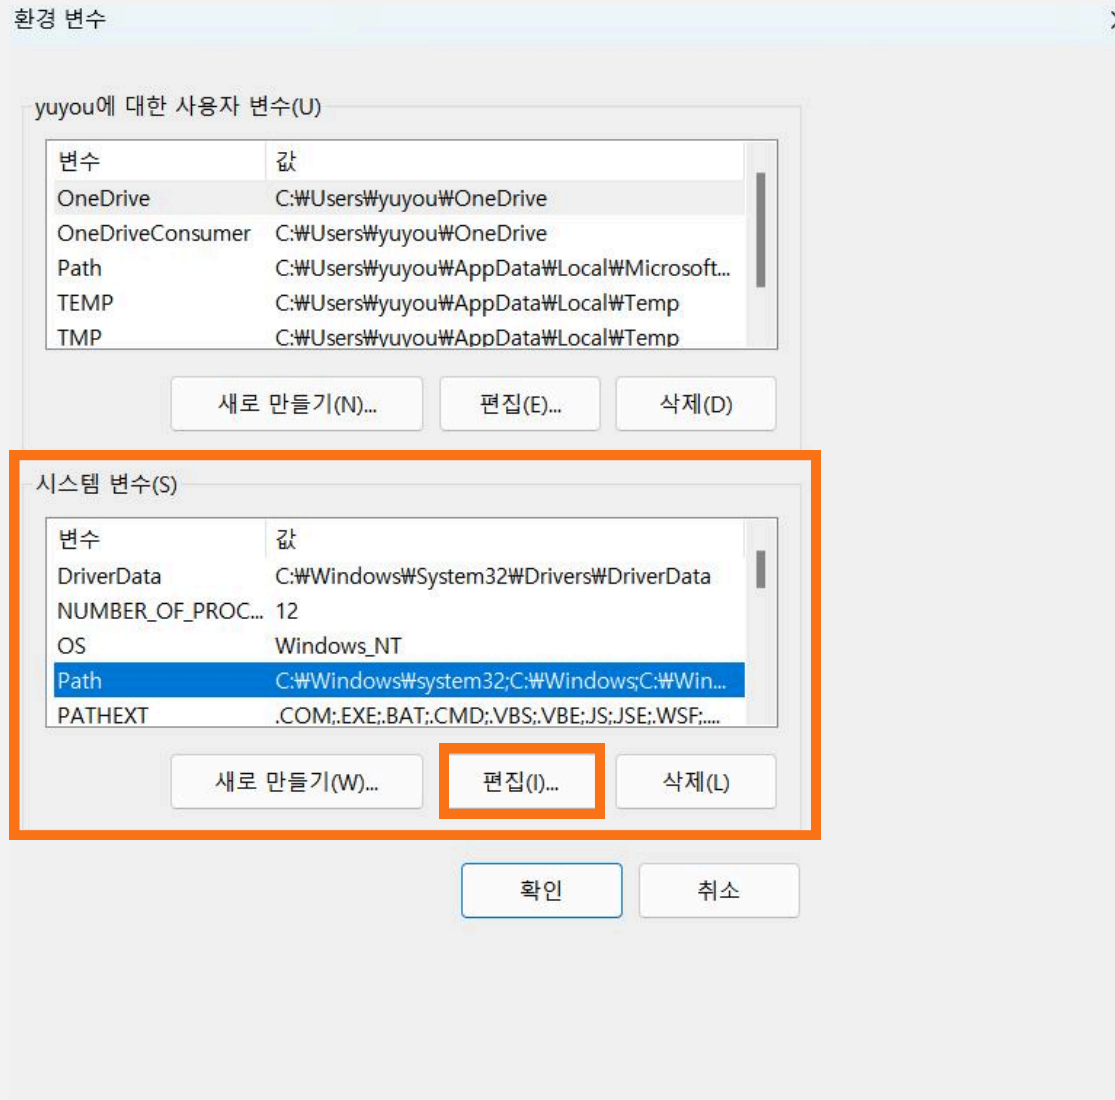 환경 변수
yuyou에 대한 사용자 변수(U)
변수 값
OneDrive C:₩Users₩yuyou₩OneDrive
OneDriveConsumer C:₩Users₩yuyou₩OneDrive
Path C:₩Users₩yuyou₩AppData₩Local₩Microsoft...
TEMP C:₩Users₩yuyou₩AppData₩Local₩Temp
TMP C:₩Users₩yuyou₩AppData₩Local₩Temp
새로 만들기(N)... 편집(E)... 삭제(D)
시스템 변수(S)
변수 값
DriverData C:₩Windows₩System32₩Drivers₩DriverData
NUMBER_OF_PROC... 12
OS Windows_NT
Path C:₩Windows₩system32;C:₩Windows;C:₩Win...
PATHEXT .COM;.EXE;.BAT;.CMD;.VBS;.VBE;.JS;.JSE;.WSF;....
새로 만들기(W)... 편집(I)... 삭제(L)
확인 취소